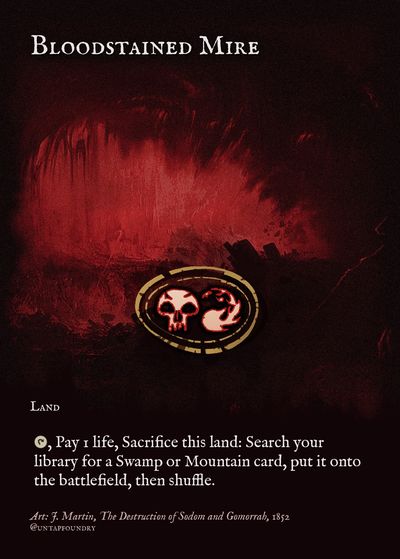 Bloodstained Mire
Land
, Pay 1 life, Sacrifice this land: Search your
library for a Swamp or Mountain card, put it onto
the battlefield, then shuffle.
Art: J. Martin, The Destruction of Sodom and Gomorrah, 1852
@untapfoundry